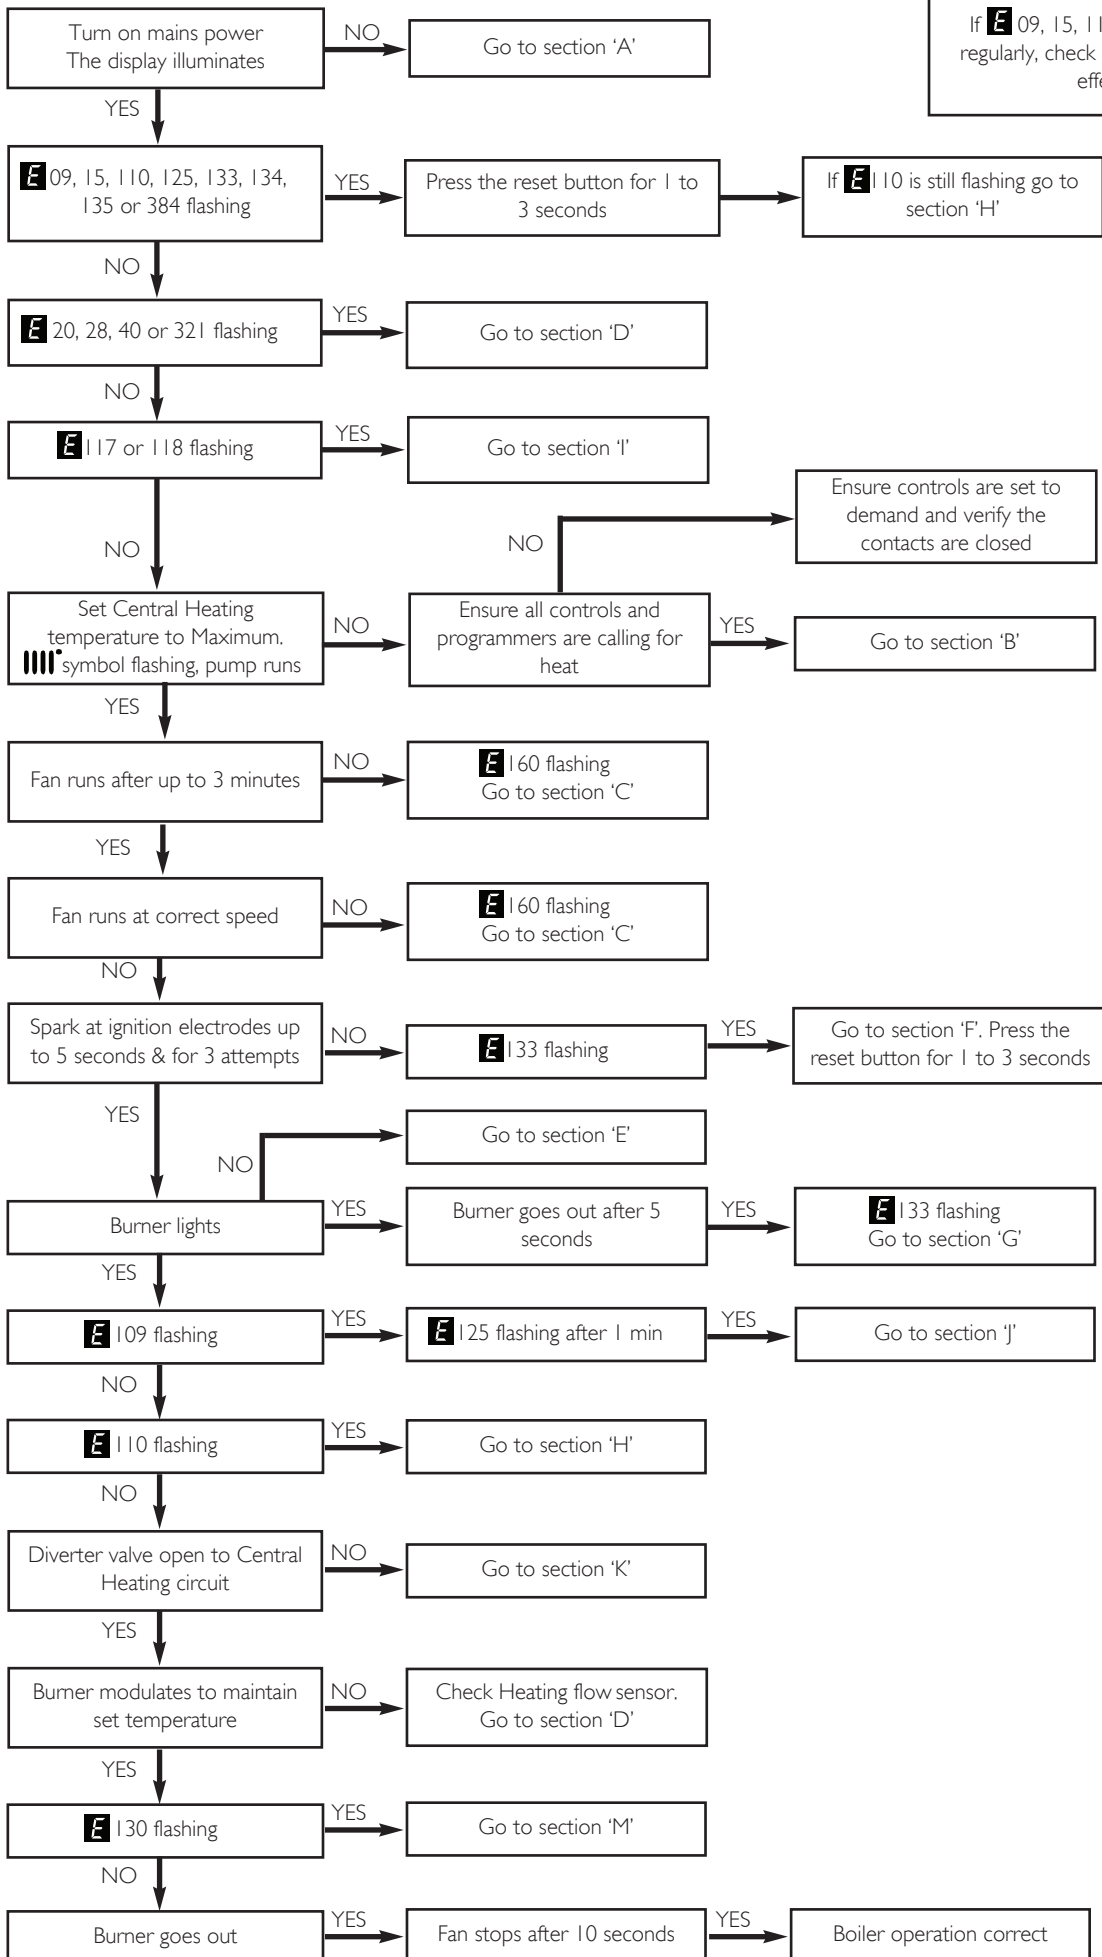 Turn on mains power
The display illuminates
NO
Go to section 'A'
If E 09, 15, 11
regularly, check
effe
YES
E 09, 15, 110, 125, 133, 134,
135 or 384 flashing
YES
Press the reset button for 1 to
3 seconds
If E 110 is still flashing go to
section 'H'
NO
E 20, 28, 40 or 321 flashing
YES
Go to section 'D'
NO
E 117 or 118 flashing
YES
Go to section 'I'
NO
Ensure controls are set to
demand and verify the
contacts are closed
NO
Set Central Heating
temperature to Maximum.
symbol flashing, pump runs
NO
Ensure all controls and
programmers are calling for
heat
YES
Go to section 'B'
YES
Fan runs after up to 3 minutes
NO
E 160 flashing
Go to section 'C'
YES
Fan runs at correct speed
NO
E 160 flashing
Go to section 'C'
NO
Spark at ignition electrodes up
to 5 seconds & for 3 attempts
NO
E 133 flashing
YES
Go to section 'F'. Press the
reset button for 1 to 3 seconds
YES
Go to section 'E'
NO
Burner lights
YES
Burner goes out after 5
seconds
YES
E 133 flashing
Go to section 'G'
YES
E 109 flashing
YES
E 125 flashing after 1 min
YES
Go to section 'J'
NO
E 110 flashing
YES
Go to section 'H'
NO
Diverter valve open to Central
Heating circuit
NO
Go to section 'K'
YES
Burner modulates to maintain
set temperature
NO
Check Heating flow sensor.
Go to section 'D'
YES
E 130 flashing
YES
Go to section 'M'
NO
Burner goes out
YES
Fan stops after 10 seconds
YES
Boiler operation correct